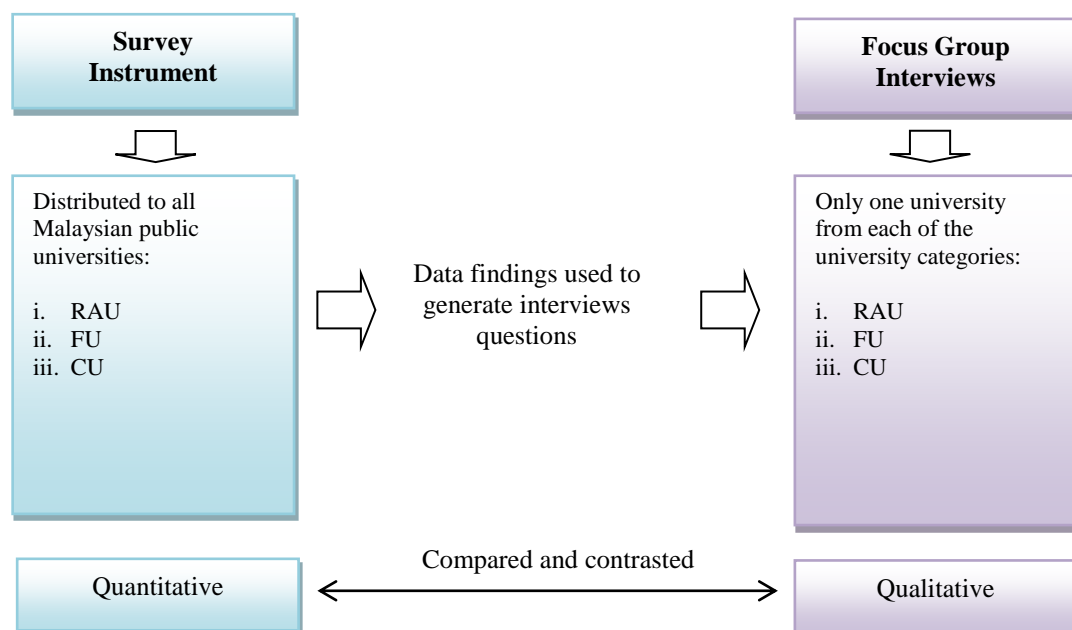 Survey
Instrument
Distributed to all
Malaysian public
universities:
i. RAU
ii. FU
iii. CU
Data findings used to
generate interviews
questions
Focus Group
Interviews
Only one university
from each of the
university categories:
i. RAU
ii. FU
iii. CU
Quantitative
Compared and contrasted
Qualitative